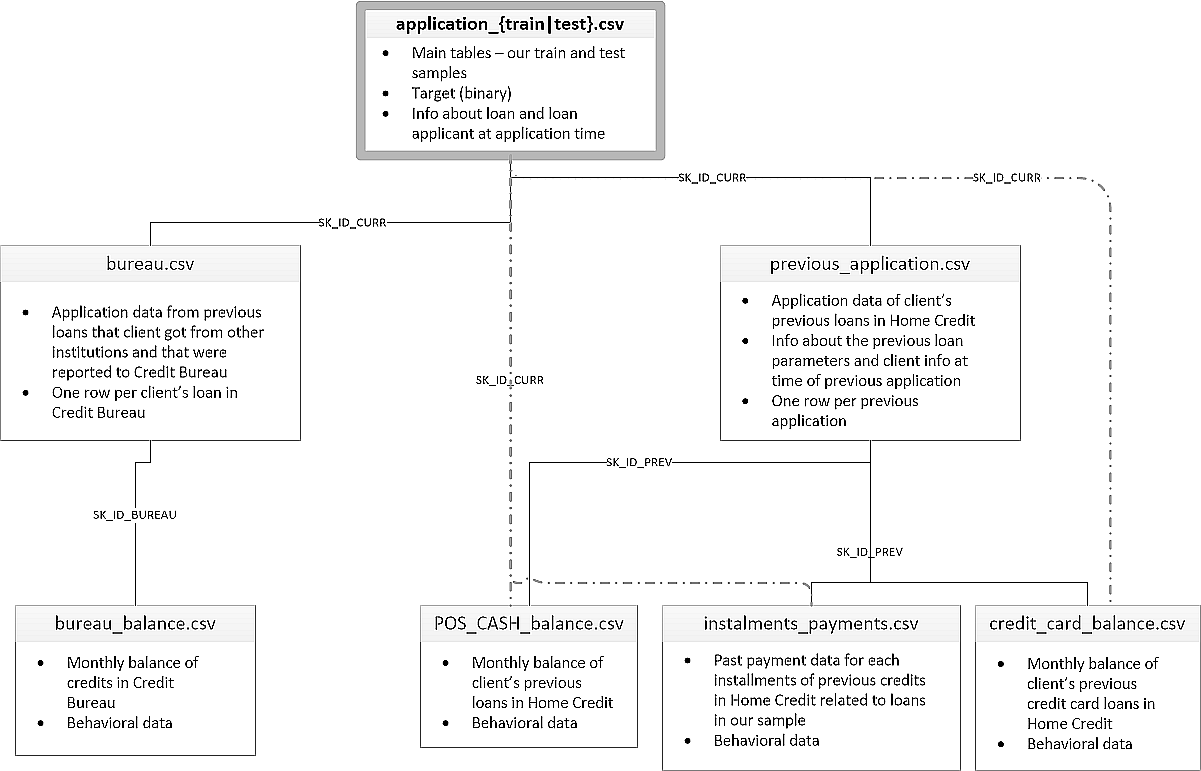 application_{train|test}.csv
• Main tables – our train and test
samples
• Target (binary)
• Info about loan and loan
applicant at application time
SK_ID_CURR
SK_ID_CURR
SK_ID_CURR
bureau.csv
• Application data from previous
loans that client got from other
institutions and that were
reported to Credit Bureau
• One row per client's loan in
Credit Bureau
previous_application.csv
• Application data of client's
previous loans in Home Credit
• Info about the previous loan
parameters and client info at
time of previous application
• One row per previous
application
SK_ID_CURR
SK_ID_PREV
SK_ID_BUREAU
SK_ID_PREV
bureau_balance.csv
• Monthly balance of
credits in Credit
Bureau
• Behavioral data
POS_CASH_balance.csv
• Monthly balance of
client's previous
loans in Home Credit
• Behavioral data
instalments_payments.csv
• Past payment data for each
installments of previous credits
in Home Credit related to loans
in our sample
• Behavioral data
credit_card_balance.csv
• Monthly balance of
client's previous
credit card loans in
Home Credit
• Behavioral data